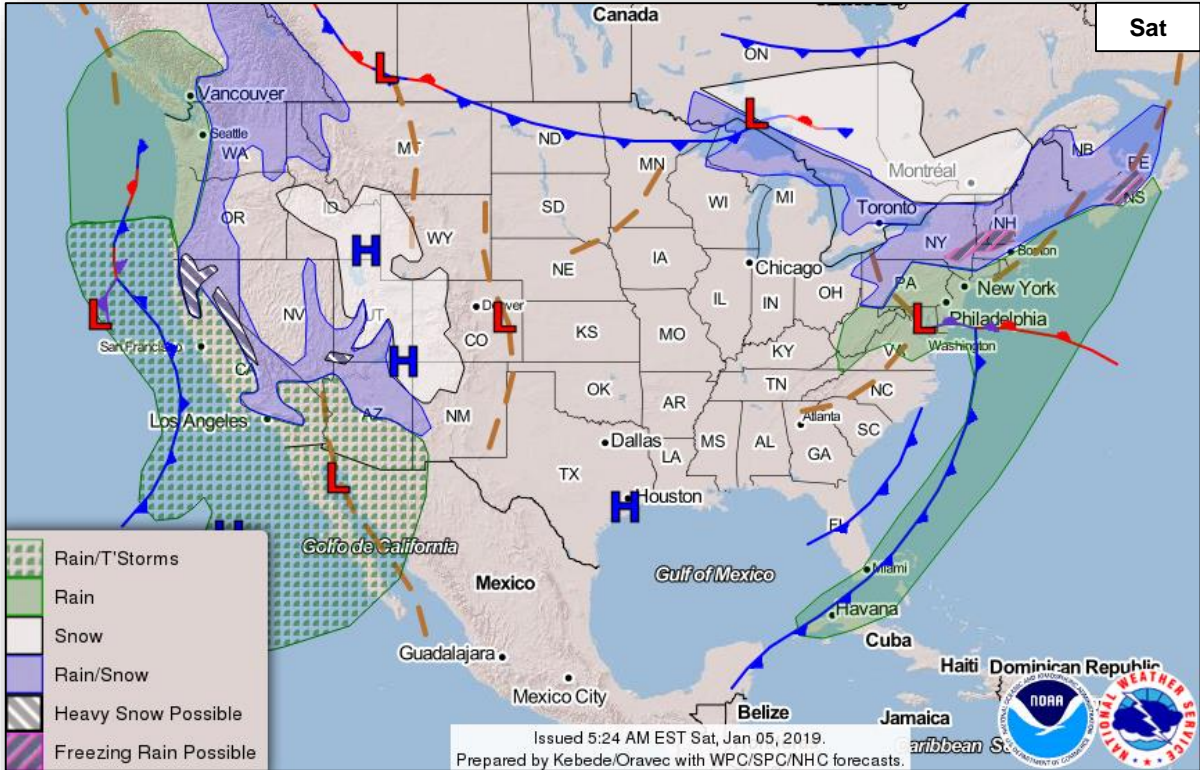 Canada
Sat
ON
L
L
Vancouver
Seattle
WA
MT
ND
MN
Montréal
NB
PE
NS
OR
ID
H
WY
SD
WI
MI
Toronto
NY
NH
Boston
IA
Chicago
NE
IL
IN
OH
PA
New York
Philadelphia
L
Washington
L
San Francisco
NV
UT
Denver
L
CO
KS
MO
KY
VA
CA
H
Los Angeles
AZ
NM
OK
AR
TN
NC
Atlanta
SC
MS
AL
GA
Dallas
LA
TX
L
H
Houston
FL
H
Golfo de California
Mexico
Gulf of Mexico
Miami
Havana
Cuba
Guadalajara
Haiti
Dominican Republic
Mexico City
Belize
Jamaica
Caribbean
Rain/T'Storms
Rain
Snow
Rain/Snow
Heavy Snow Possible
Freezing Rain Possible
Issued 5:24 AM EST Sat, Jan 05, 2019.
Prepared by Kebede/Oravec with WPC/SPC/NHC forecasts.
NOAA
NATIONAL WEATHER SERVICE